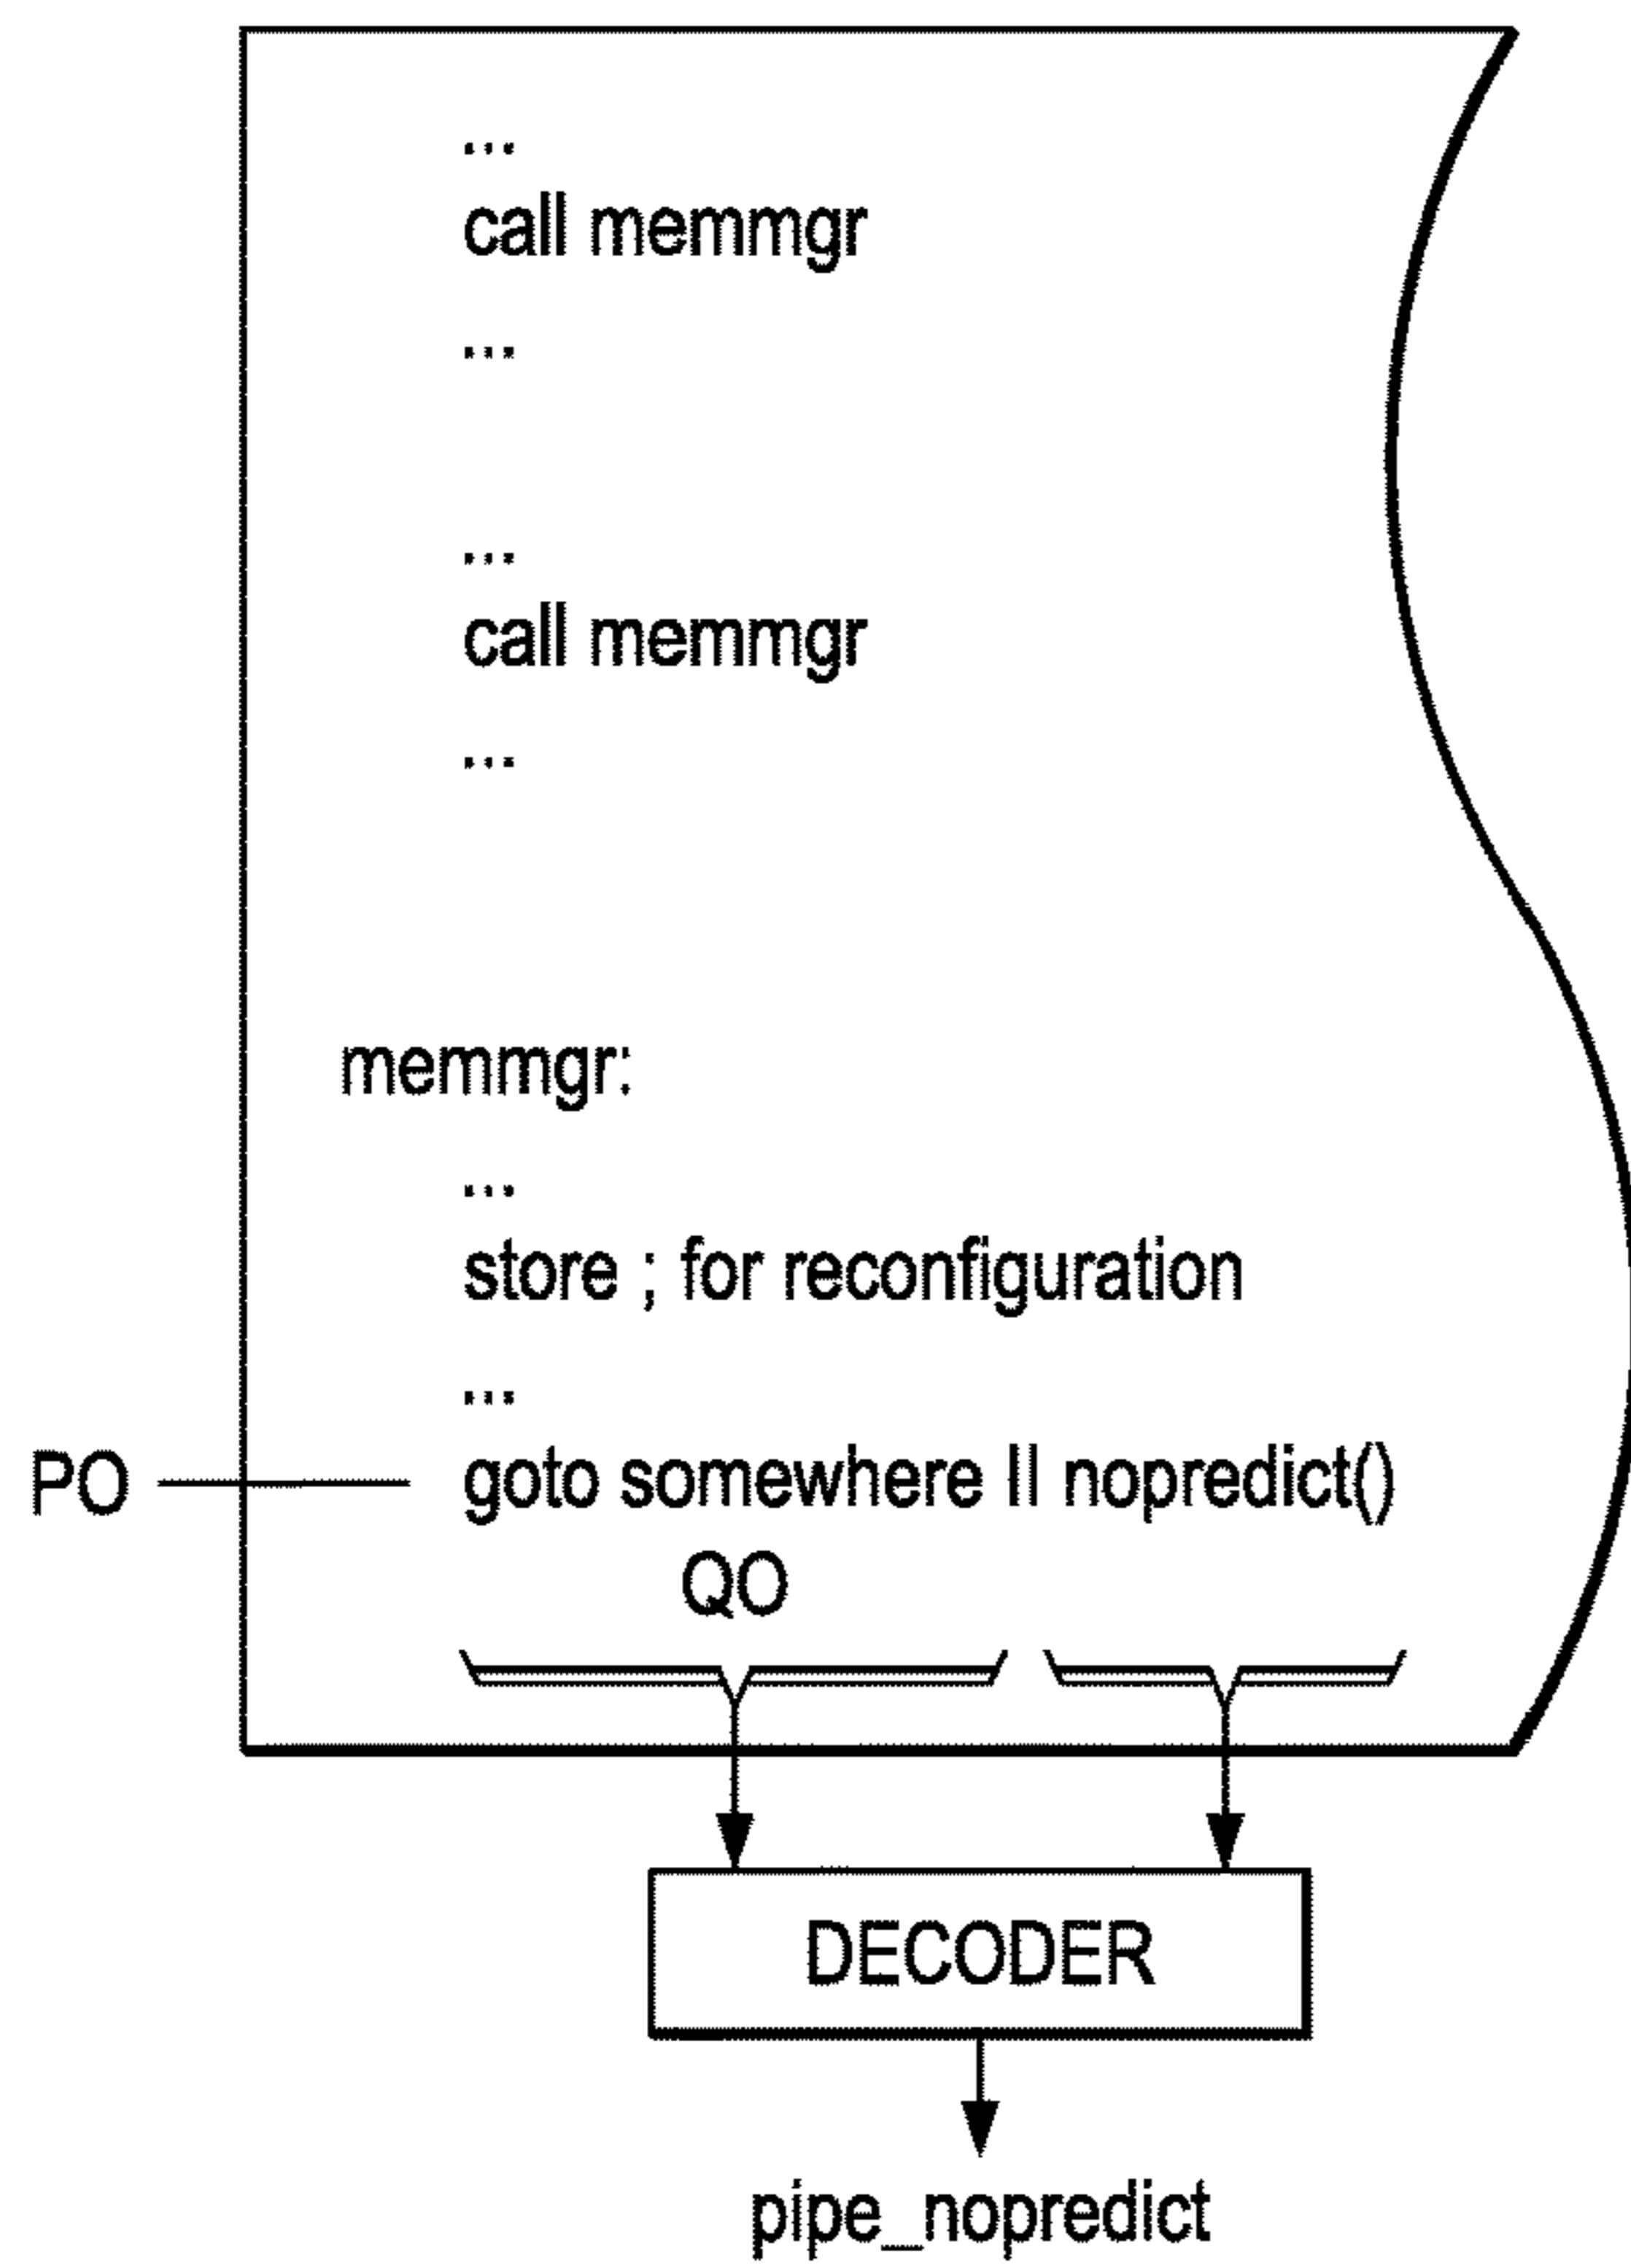 ...
call memmgr
...
...
call memmgr
...
memmgr:
...
store ; for reconfiguration
...
PO goto somewhere II nopredict()
QO
DECODER
pipe_nopredict